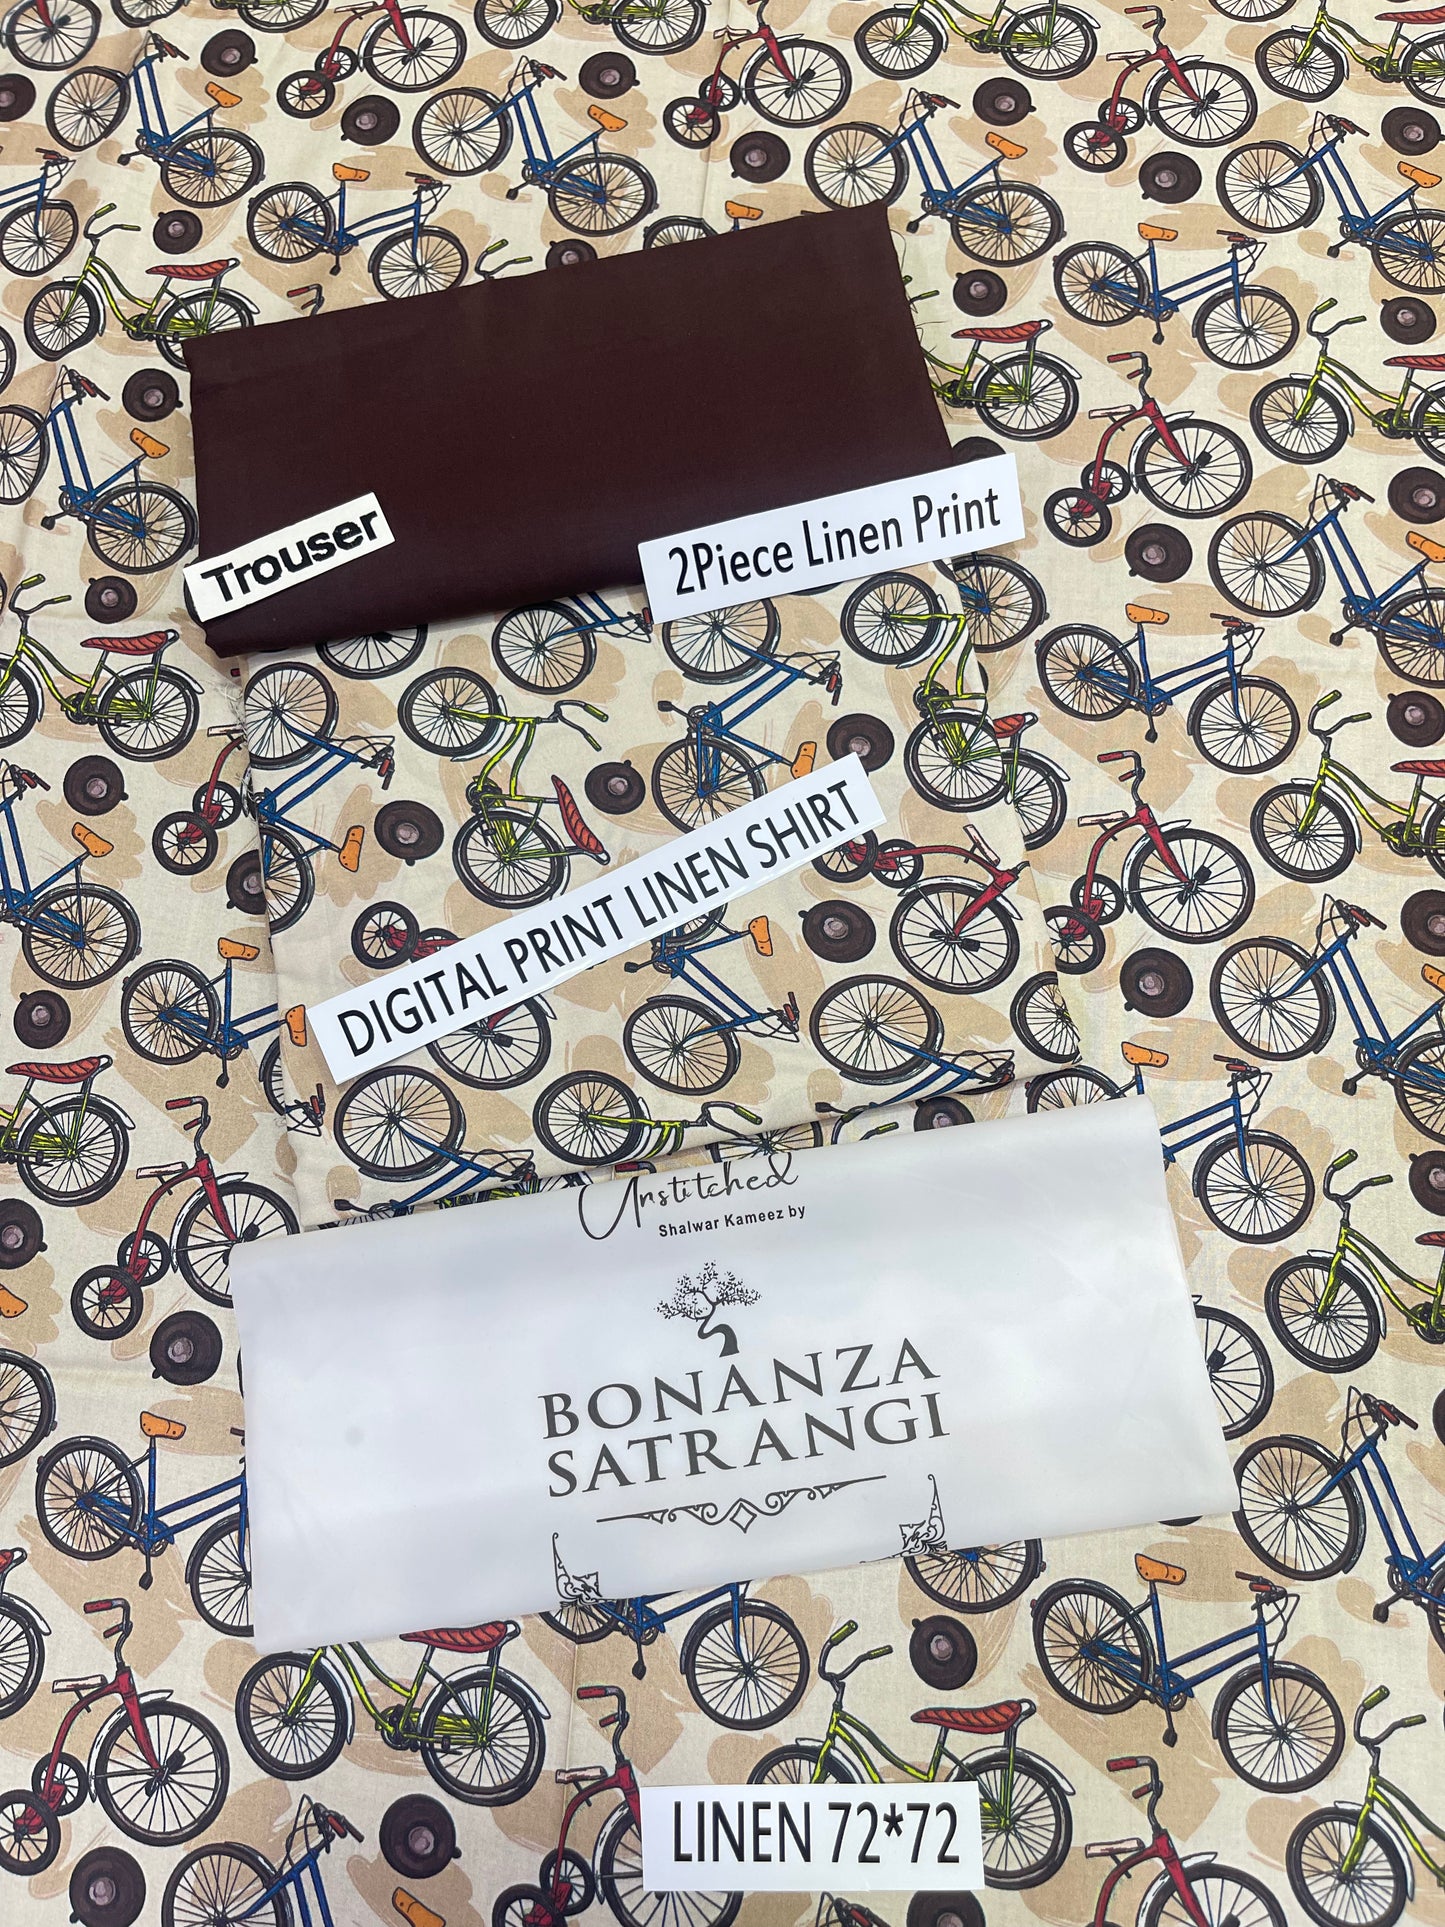 Trouser
2Piece Linen Print
DIGITAL PRINT LINEN SHIRT
Unstitched
Shalwar Kameez by
BONANZA
SATRANGI
LINEN 72*72